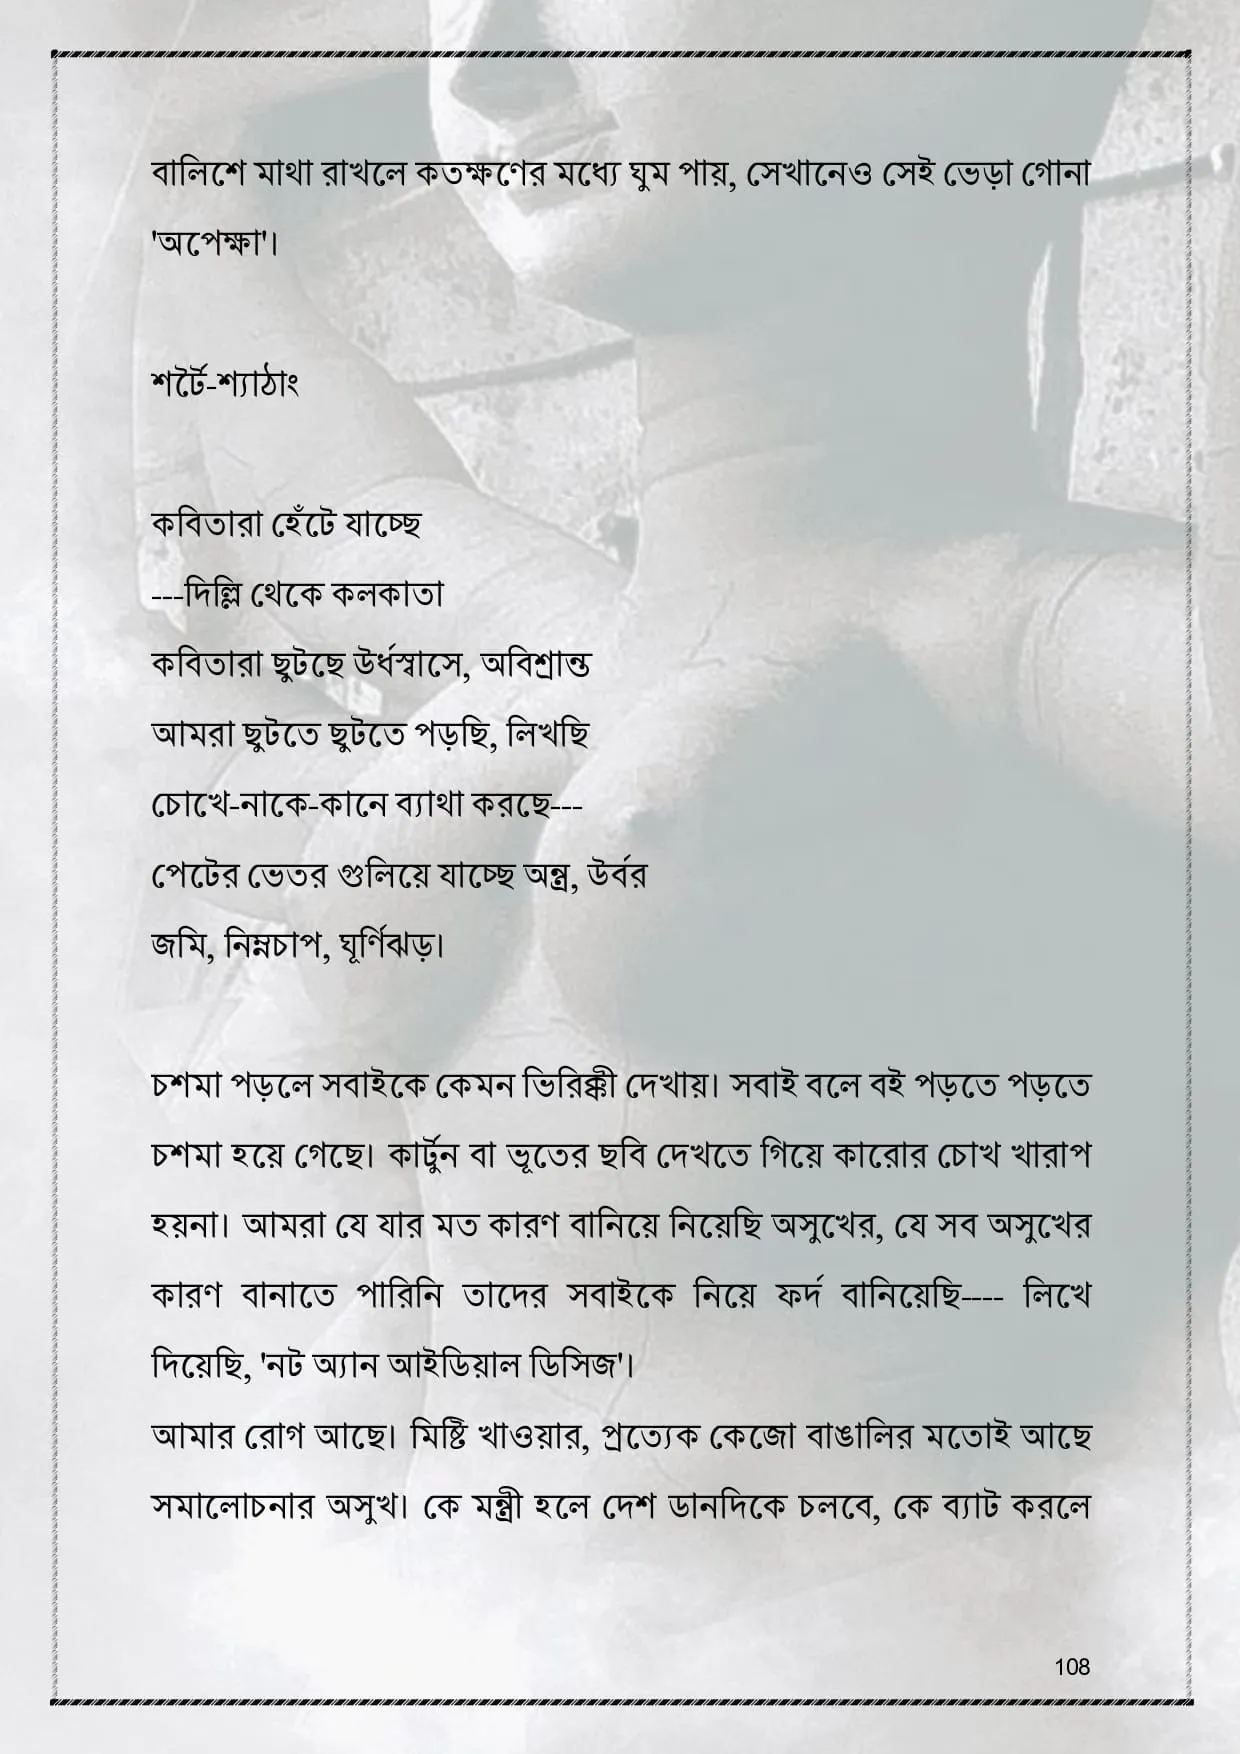 বালিশে মাথা রাখলে কতক্ষণের মধ্যে ঘুম পায়, সেখানেও সেই ভেড়া গোনা
'অপেক্ষা'।
শর্টৈ-শ্যাঠাং
কবিতারা হেঁটে যাচ্ছে
---দিল্লি থেকে কলকাতা
কবিতারা ছুটছে উর্ধস্বাসে, অবিশ্রান্ত
আমরা ছুটতে ছুটতে পড়ছি, লিখছি
চোখে-নাকে-কানে ব্যাথা করছে---
পেটের ভেতর গুলিয়ে যাচ্ছে অন্ত্র, উর্বর
জমি, নিম্নচাপ, ঘূর্ণিঝড়।
চশমা পড়লে সবাইকে কেমন ভিরিক্কী দেখায়। সবাই বলে বই পড়তে পড়তে
চশমা হয়ে গেছে। কার্টুন বা ভূতের ছবি দেখতে গিয়ে কারোর চোখ খারাপ
হয়না। আমরা যে যার মত কারণ বানিয়ে নিয়েছি অসুখের, যে সব অসুখের
কারণ বানাতে পারিনি তাদের সবাইকে নিয়ে ফর্দ বানিয়েছি---- লিখে
দিয়েছি, 'নট অ্যান আইডিয়াল ডিসিজ'।
আমার রোগ আছে। মিষ্টি খাওয়ার, প্রত্যেক কেজো বাঙালির মতোই আছে
সমালোচনার অসুখ। কে মন্ত্রী হলে দেশ ডানদিকে চলবে, কে ব্যাট করলে
108